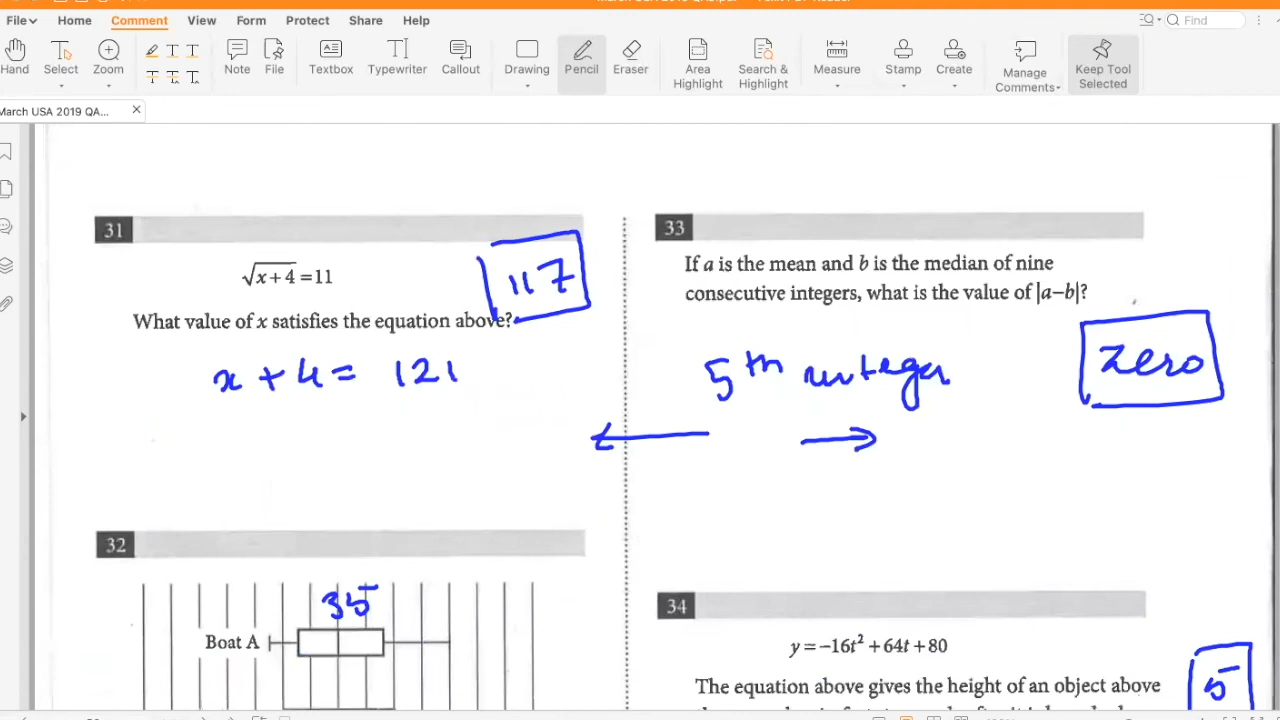 File Home Comment View Form Protect Share Help Find
Hand Select Zoom Note File Textbox Typewriter Callout Drawing Pencil Eraser Area Highlight Search & Highlight Measure Stamp Create Manage Comments Keep Tool Selected
March USA 2019 QA...
31
√x+4 = 11
117
What value of x satisfies the equation above?
x + 4 = 121
32
35
Boat A
33
If a is the mean and b is the median of nine
consecutive integers, what is the value of |a–b|?
zero
5th integer
34
y = –16t² + 64t + 80
5
The equation above gives the height of an object above